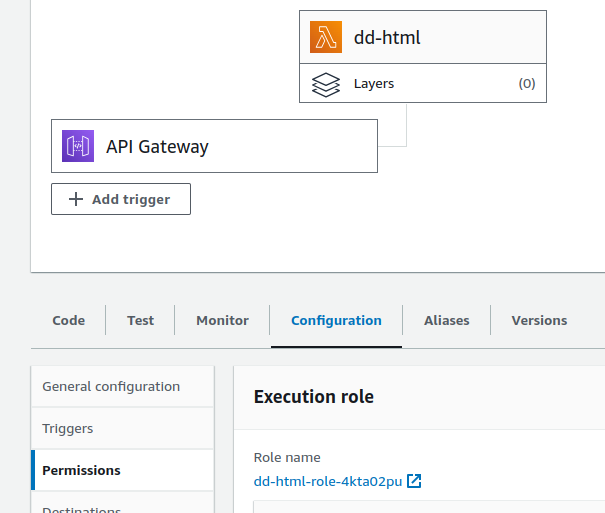 dd-html
Layers (0)
API Gateway
Add trigger
Code Test Monitor Configuration Aliases Versions
General configuration
Triggers
Permissions
Destinations
Execution role
Role name
dd-html-role-4kta02pu